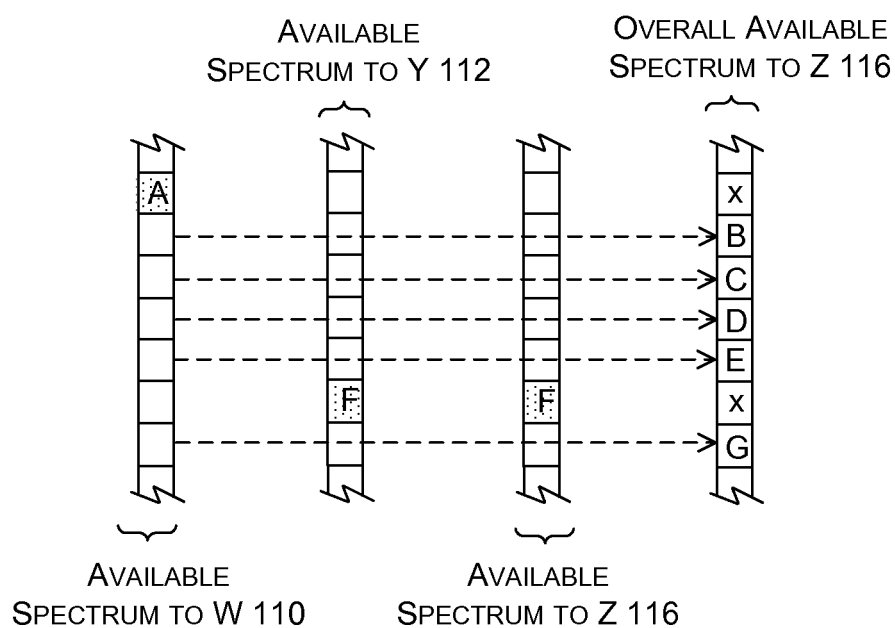 AVAILABLE
SPECTRUM TO Y 112
OVERALL AVAILABLE
SPECTRUM TO Z 116
A
x
B
C
D
E
F
F
x
G
AVAILABLE
SPECTRUM TO W 110
AVAILABLE
SPECTRUM TO Z 116